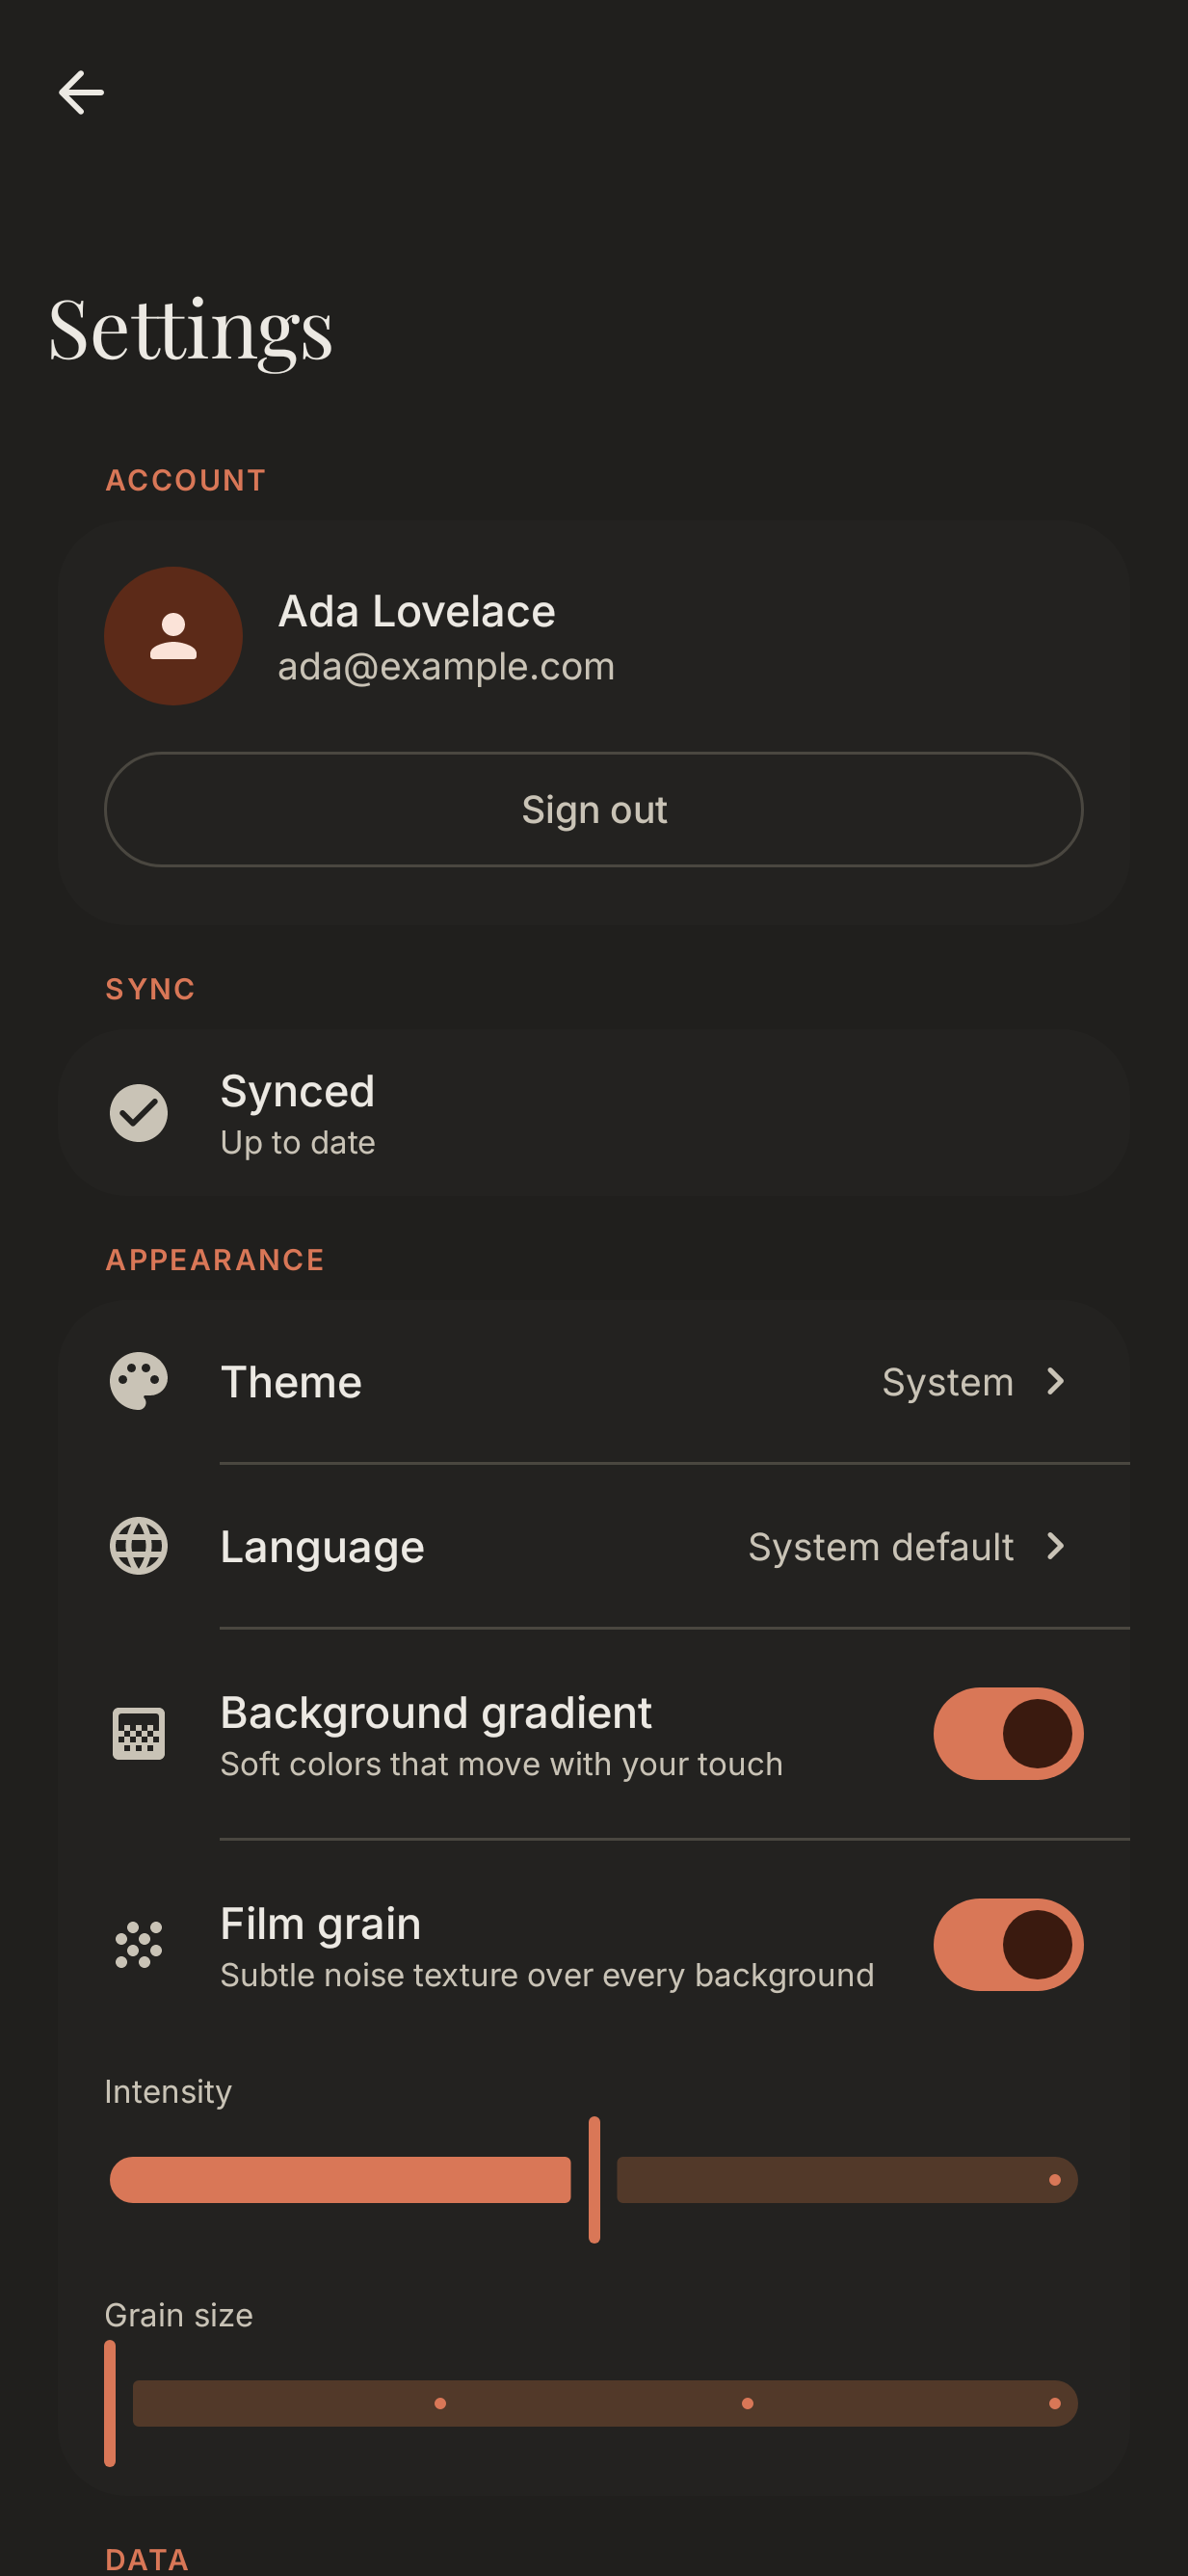 Settings
ACCOUNT
Ada Lovelace
ada@example.com
Sign out
SYNC
Synced
Up to date
APPEARANCE
Theme
System
Language
System default
Background gradient
Soft colors that move with your touch
Film grain
Subtle noise texture over every background
Intensity
Grain size
DATA